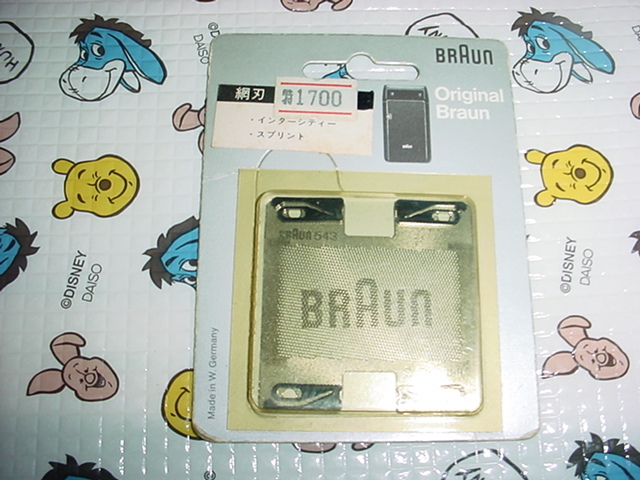 BRAUN
網刃
特 1700
・インターシティー
・スプリント
Original
Braun
BRAUN 543
BRAUN
Made in W. Germany
©DISNEY
DAISO
©DISNEY
DAISO
©DISNEY
DAISO
©DISNEY
DAISO